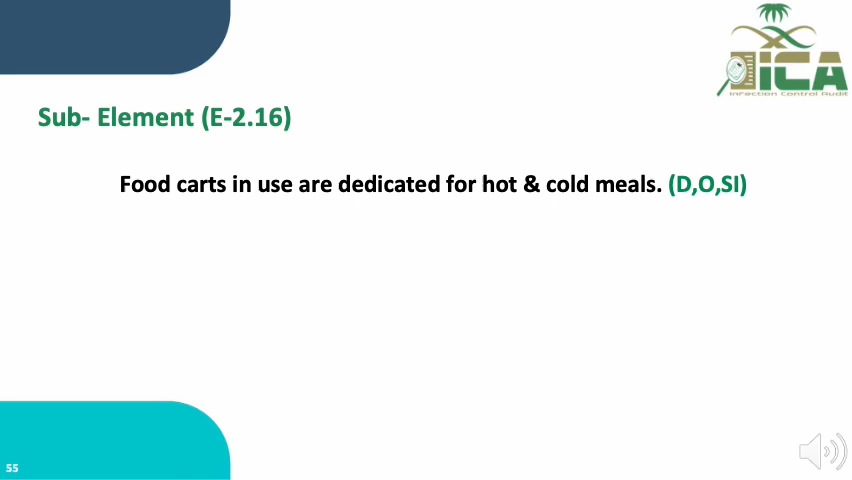 ICA
Infection Control Audit
Sub- Element (E-2.16)
Food carts in use are dedicated for hot & cold meals. (D,O,SI)
55